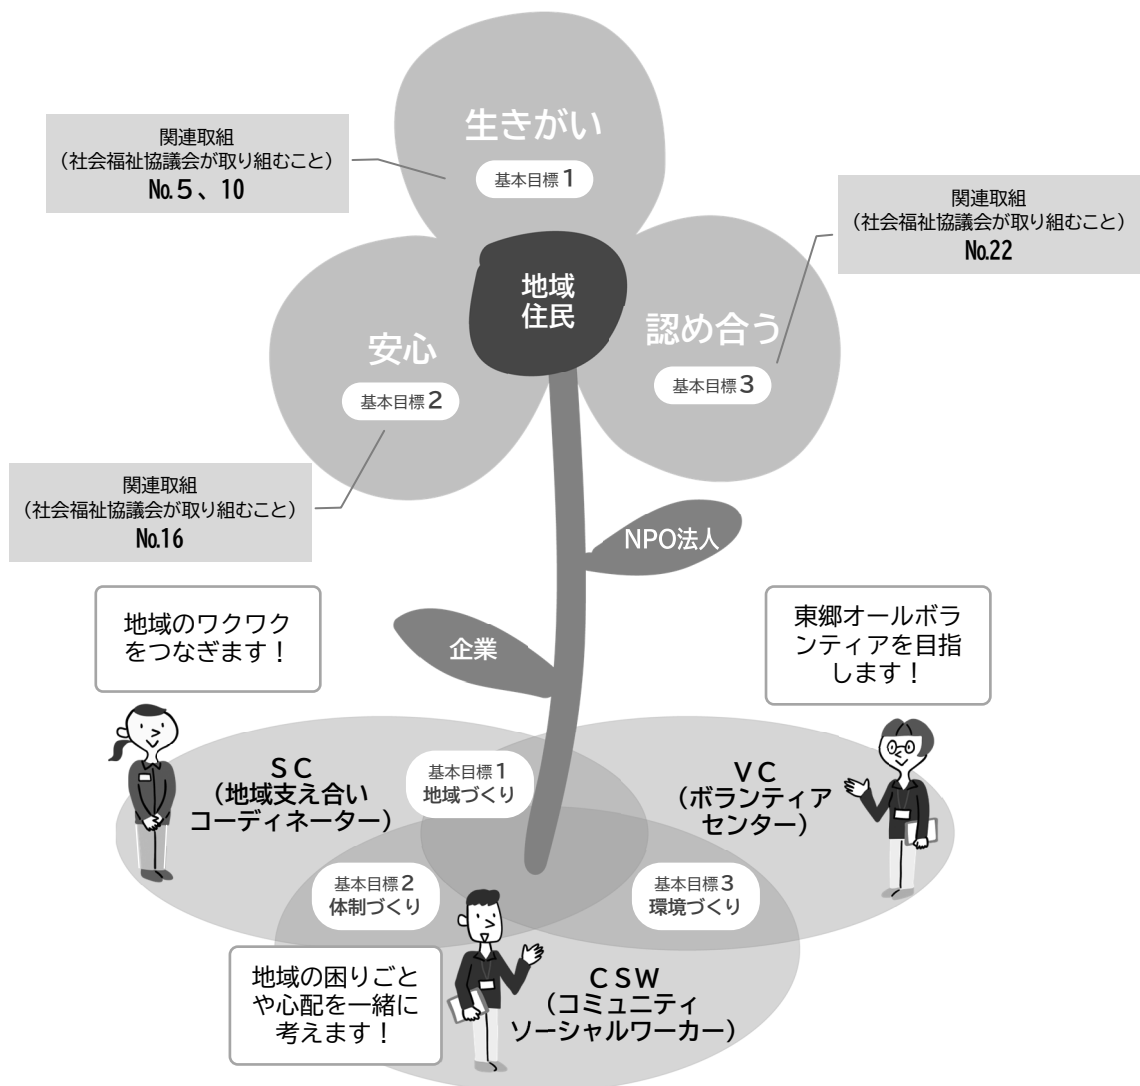 生きがい
基本目標1
関連取組
（社会福祉協議会が取り組むこと）
No.５、10
関連取組
（社会福祉協議会が取り組むこと）
No.22
地域
住民
認め合う
基本目標3
安心
基本目標2
関連取組
（社会福祉協議会が取り組むこと）
No.16
NPO法人
企業
地域のワクワク
をつなぎます！
東郷オールボラ
ンティアを目指
します！
ＳＣ
（地域支え合い
コーディネーター）
基本目標1
地域づくり
ＶＣ
（ボランティア
センター）
基本目標2
体制づくり
基本目標3
環境づくり
地域の困りごと
や心配を一緒に
考えます！
ＣＳＷ
（コミュニティ
ソーシャルワーカー）